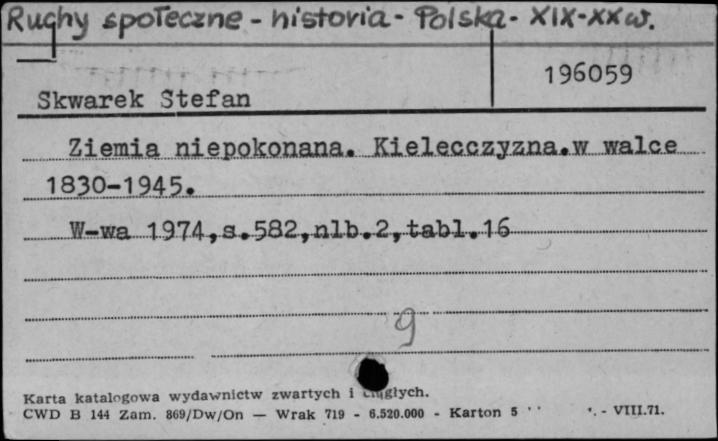 Ruchy społeczne - historia - Polska - XIX-XX w.
196059
Skwarek Stefan
Ziemia niepokonana. Kielecczyzna.w walce
1830-1945.
W-wa 1974,s.582,nlb.2,tabl.16
9
Karta katalogowa wydawnictw zwartych i ciągłych.
CWD B 144 Zam. 869/Dw/On — Wrak 719 - 6.520.000 - Karton 5 - VIII.71.